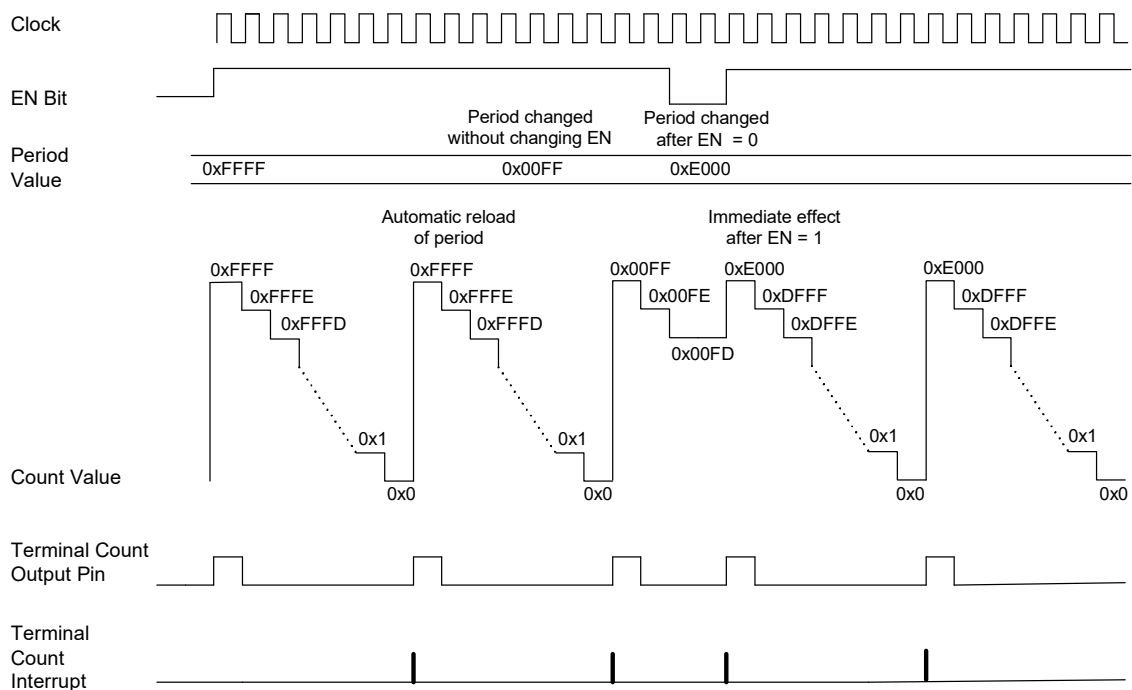 Clock
EN Bit
Period changed
without changing EN
Period changed
after EN = 0
Period
Value
0xFFFF
0x00FF
0xE000
Automatic reload
of period
Immediate effect
after EN = 1
0xFFFF
0xFFFF
0x00FF
0xE000
0xE000
0xFFFE
0xFFFE
0x00FE
0xDFFF
0xDFFF
0xFFFD
0xFFFD
0xDFFE
0xDFFE
0x00FD
0x1
0x1
0x1
0x1
Count Value
0x0
0x0
0x0
0x0
Terminal Count
Output Pin
Terminal
Count
Interrupt